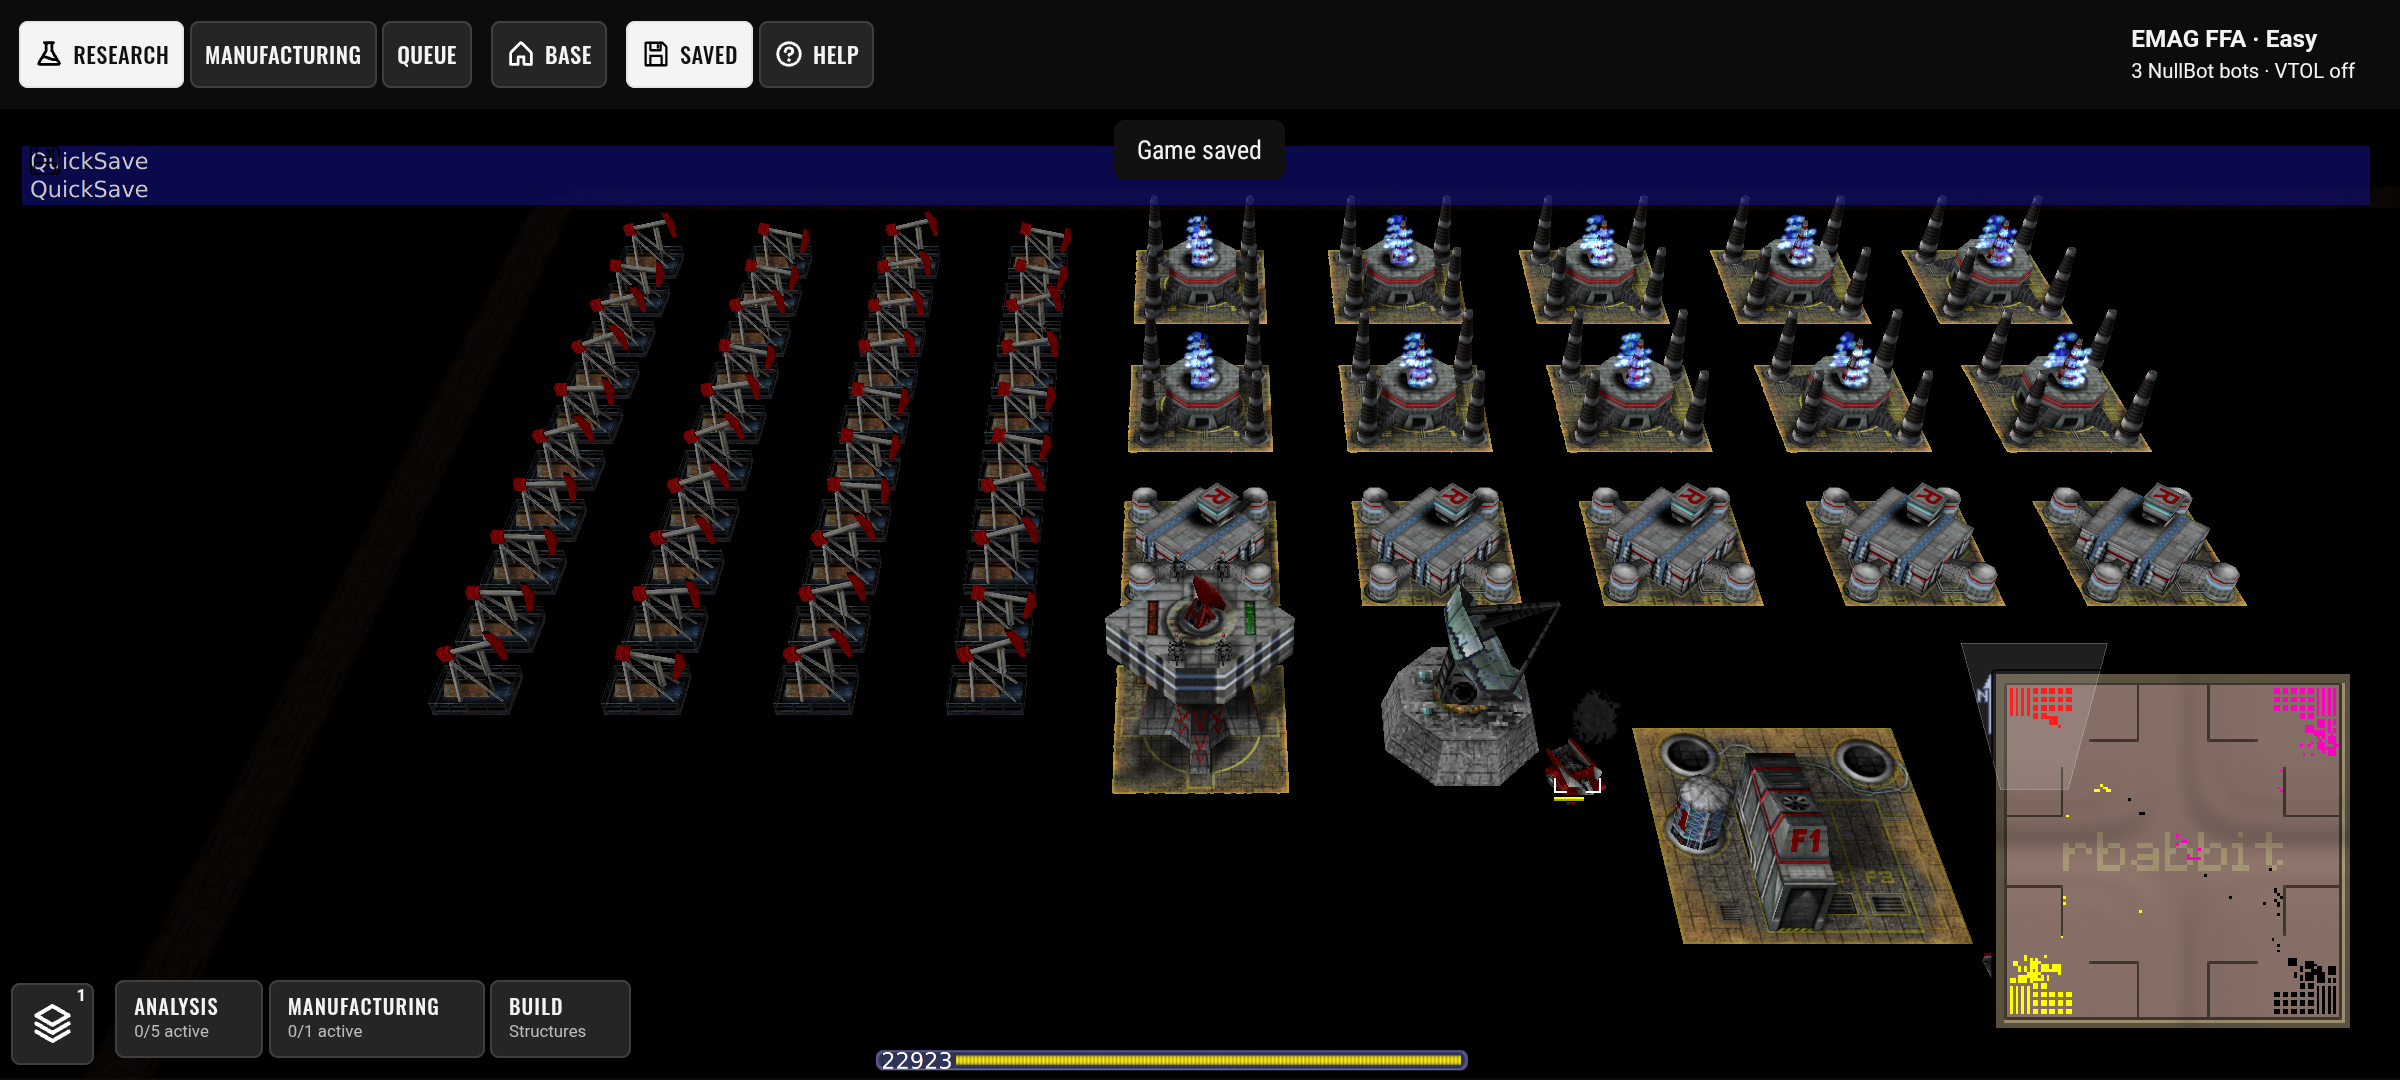 RESEARCH
MANUFACTURING
QUEUE
BASE
SAVED
HELP
EMAG FFA · Easy
3 NullBot bots · VTOL off
Game saved
QuickSave
QuickSave
R
R
R
R
R
F1
F3
N
rbabbit
1
ANALYSIS
0/5 active
MANUFACTURING
0/1 active
BUILD
Structures
22923